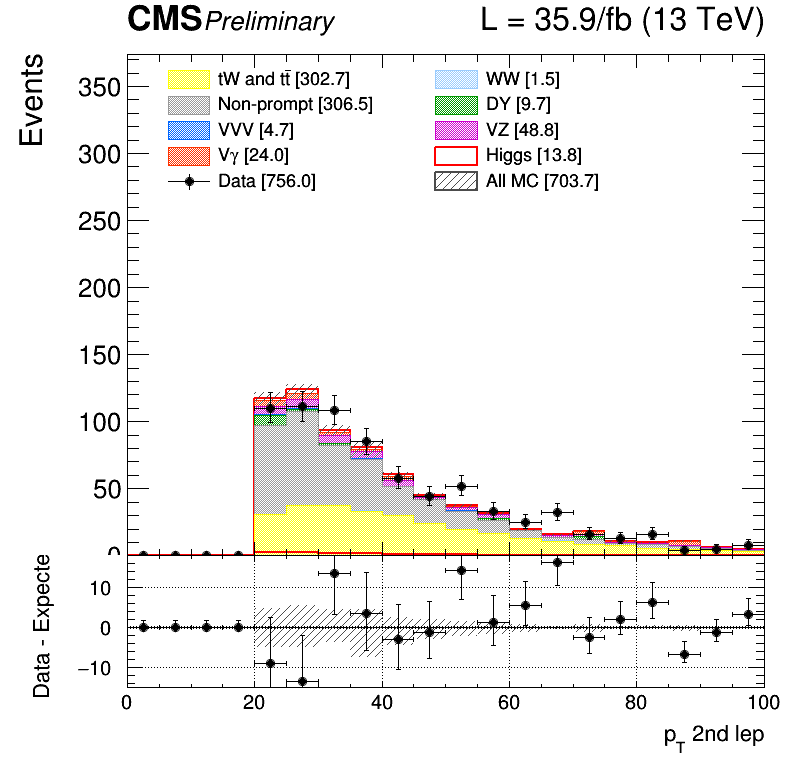 CMS Preliminary L = 35.9/fb (13 TeV)
Events
350
300
250
200
150
100
50
0
tW and tt̄ [302.7]
Non-prompt [306.5]
VVV [4.7]
Vγ [24.0]
Data [756.0]
WW [1.5]
DY [9.7]
VZ [48.8]
Higgs [13.8]
All MC [703.7]
Data - Expecte
10
0
−10
0 20 40 60 80 100
pT 2nd lep